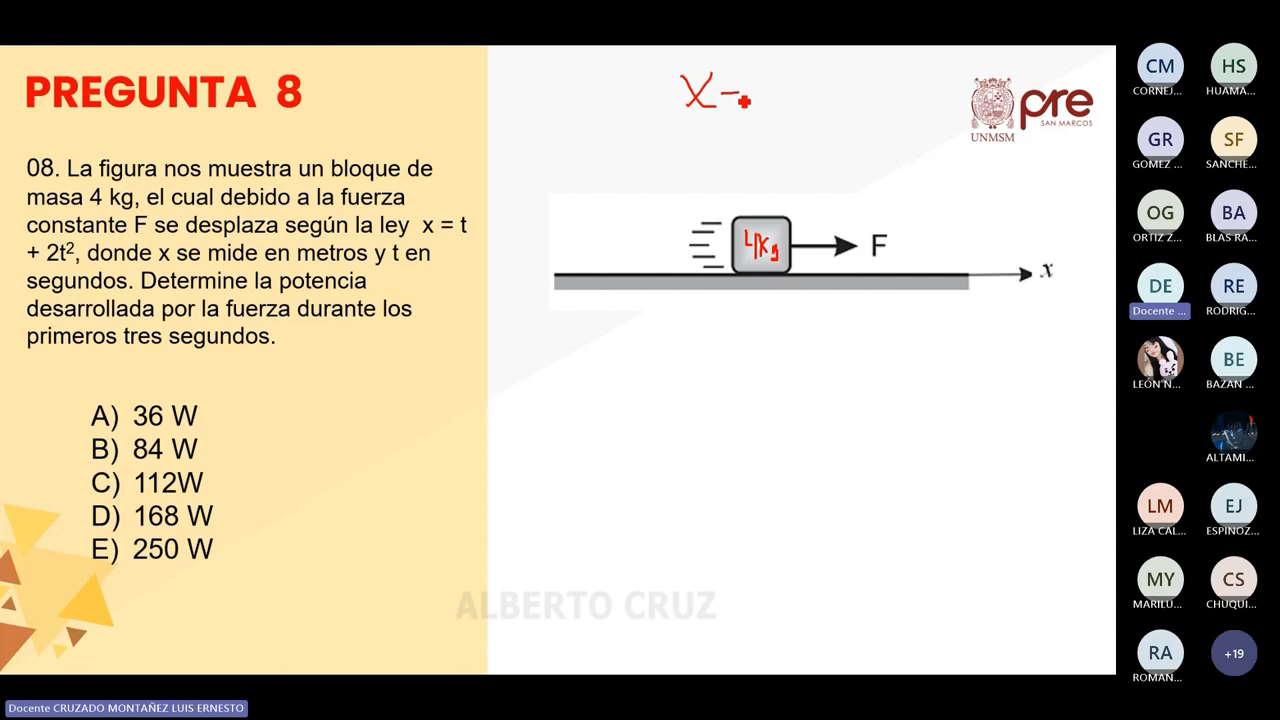 PREGUNTA 8
08. La figura nos muestra un bloque de
masa 4 kg, el cual debido a la fuerza
constante F se desplaza según la ley x = t
+ 2t², donde x se mide en metros y t en
segundos. Determine la potencia
desarrollada por la fuerza durante los
primeros tres segundos.
A) 36 W
B) 84 W
C) 112W
D) 168 W
E) 250 W
X -
pre
SAN MARCOS
UNMSM
4Kg
F
x
ALBERTO CRUZ
CM
CORNEJ...
HS
HUAMA...
GR
GOMEZ ...
SF
SANCHE...
OG
ORTIZ Z...
BA
BLAS RA...
DE
Docente ...
RE
RODRIG...
LEÓN N...
BE
BAZAN ...
ALTAMI...
LM
LIZA CAL...
EJ
ESPINOZ...
MY
MARILU...
CS
CHUQUI...
RA
ROMAN...
+19
Docente CRUZADO MONTAÑEZ LUIS ERNESTO